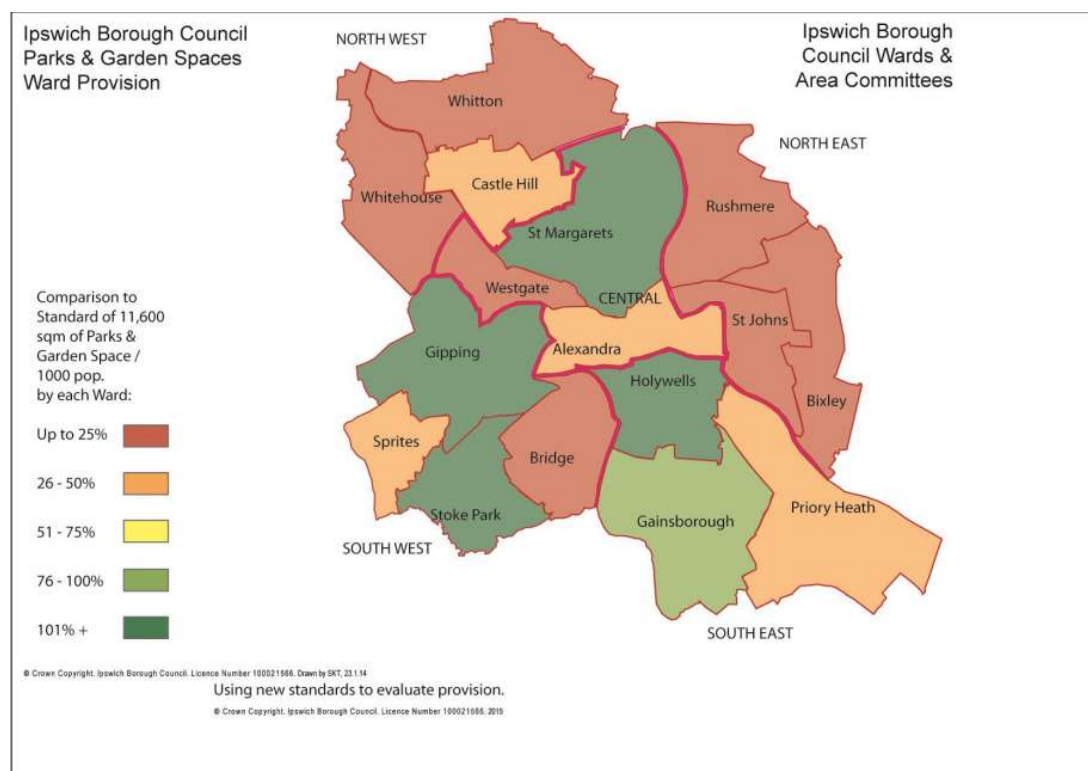 Ipswich Borough Council
Parks & Garden Spaces
Ward Provision
Ipswich Borough
Council Wards &
Area Committees
NORTH WEST
Whitton
NORTH EAST
Castle Hill
Whitehouse
Rushmere
St Margarets
Westgate
CENTRAL
St Johns
Alexandra
Gipping
Holywells
Bixley
Sprites
Bridge
Priory Heath
Stoke Park
Gainsborough
SOUTH WEST
SOUTH EAST
Comparison to
Standard of 11,600
sqm of Parks &
Garden Space /
1000 pop.
by each Ward:
Up to 25%
26 - 50%
51 - 75%
76 - 100%
101% +
© Crown Copyright. Ipswich Borough Council. Licence Number 100021566. Drawn by SKT, 23.1.14
Using new standards to evaluate provision.
© Crown Copyright. Ipswich Borough Council. Licence Number 100021566. 2015